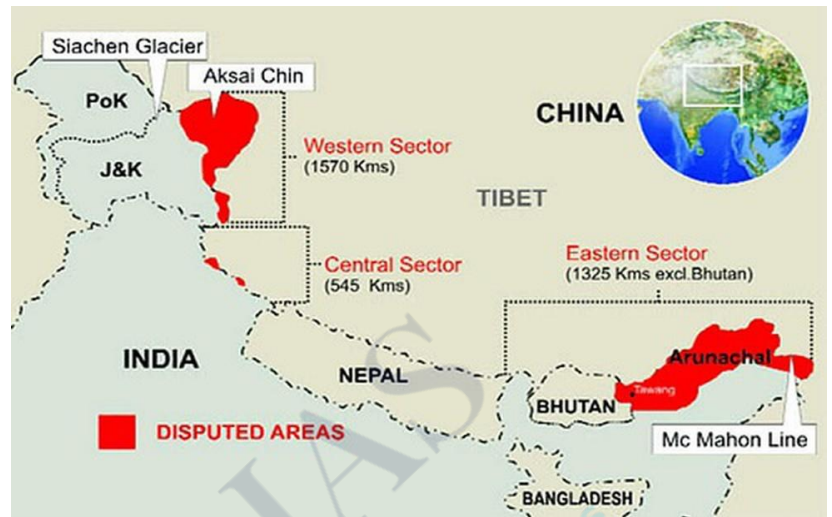 Siachen Glacier
Aksai Chin
PoK
CHINA
Western Sector
(1570 Kms)
J&K
TIBET
Eastern Sector
(1325 Kms excl.Bhutan)
Central Sector
(545 Kms)
INDIA
NEPAL
Arunachal
Tawang
BHUTAN
DISPUTED AREAS
Mc Mahon Line
BANGLADESH
IAS